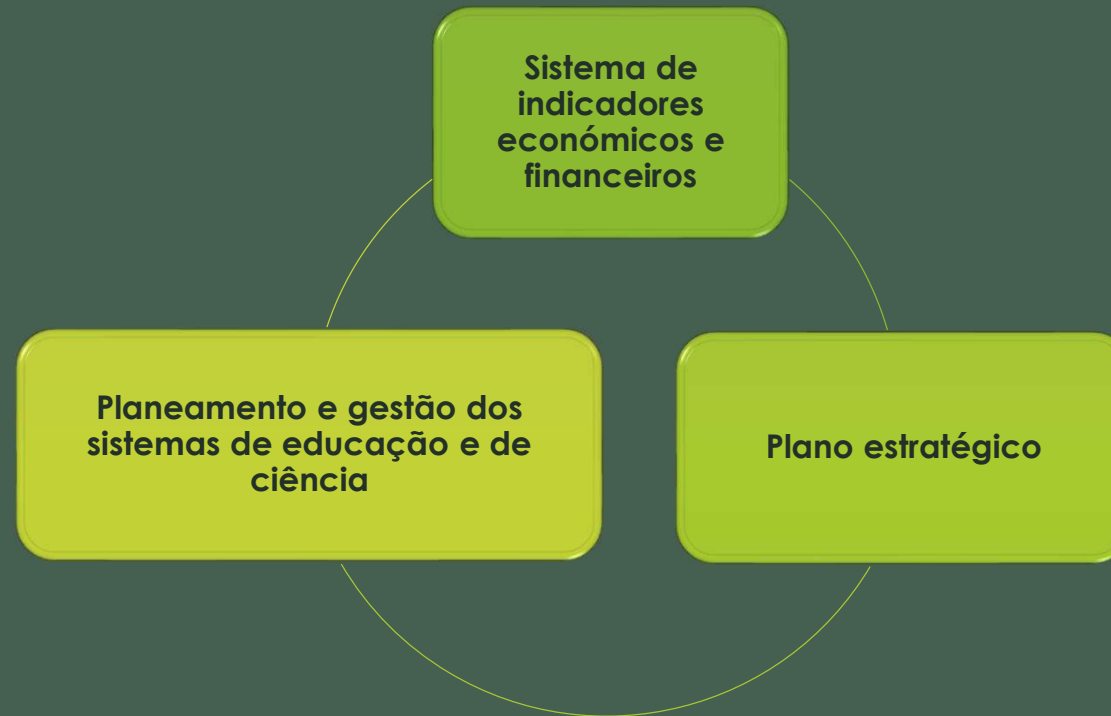 Sistema de
indicadores
económicos e
financeiros
Planeamento e gestão dos
sistemas de educação e de
ciência
Plano estratégico